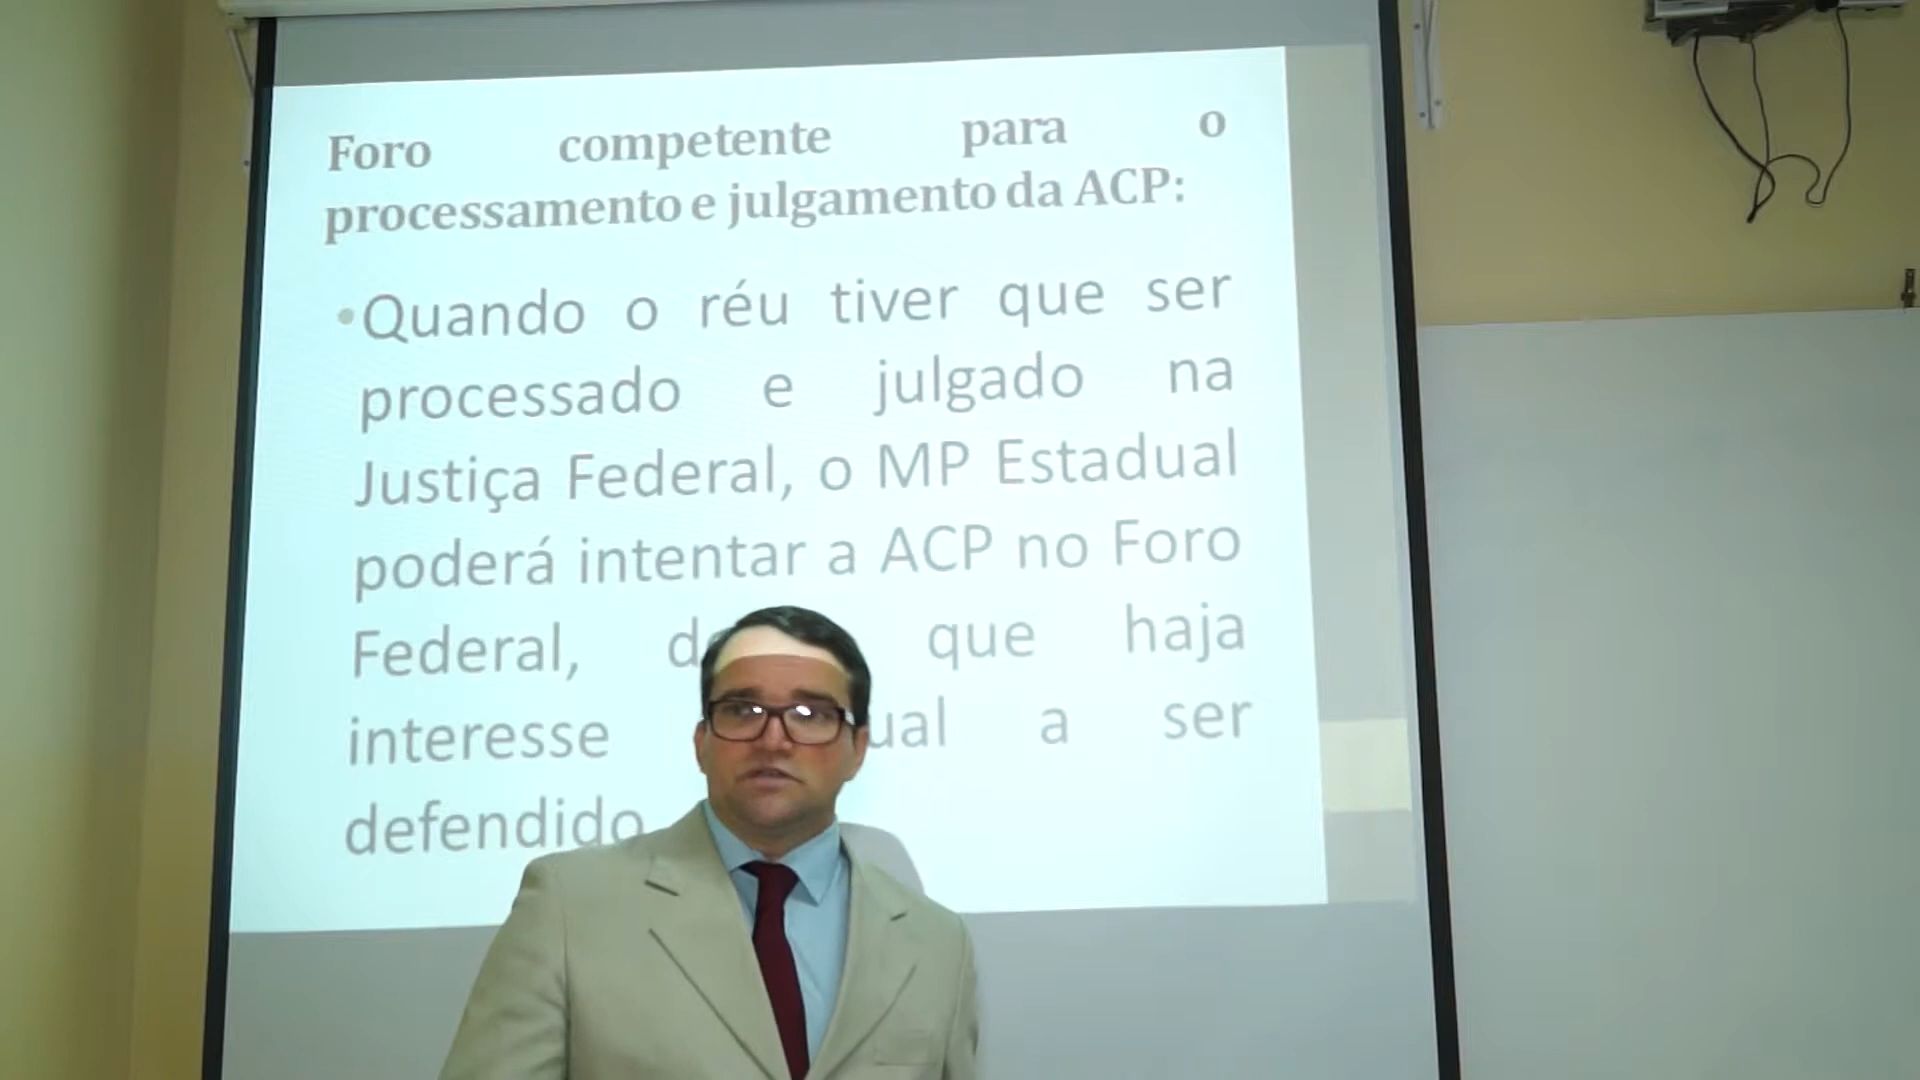 Foro competente para o
processamento e julgamento da ACP:
•Quando o réu tiver que ser
processado e julgado na
Justiça Federal, o MP Estadual
poderá intentar a ACP no Foro
Federal, que haja
interesse a ser
defendido